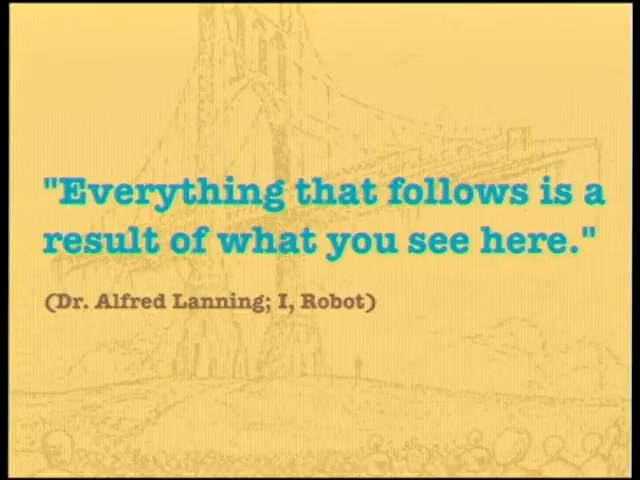 "Everything that follows is a
result of what you see here."
(Dr. Alfred Lanning; I, Robot)